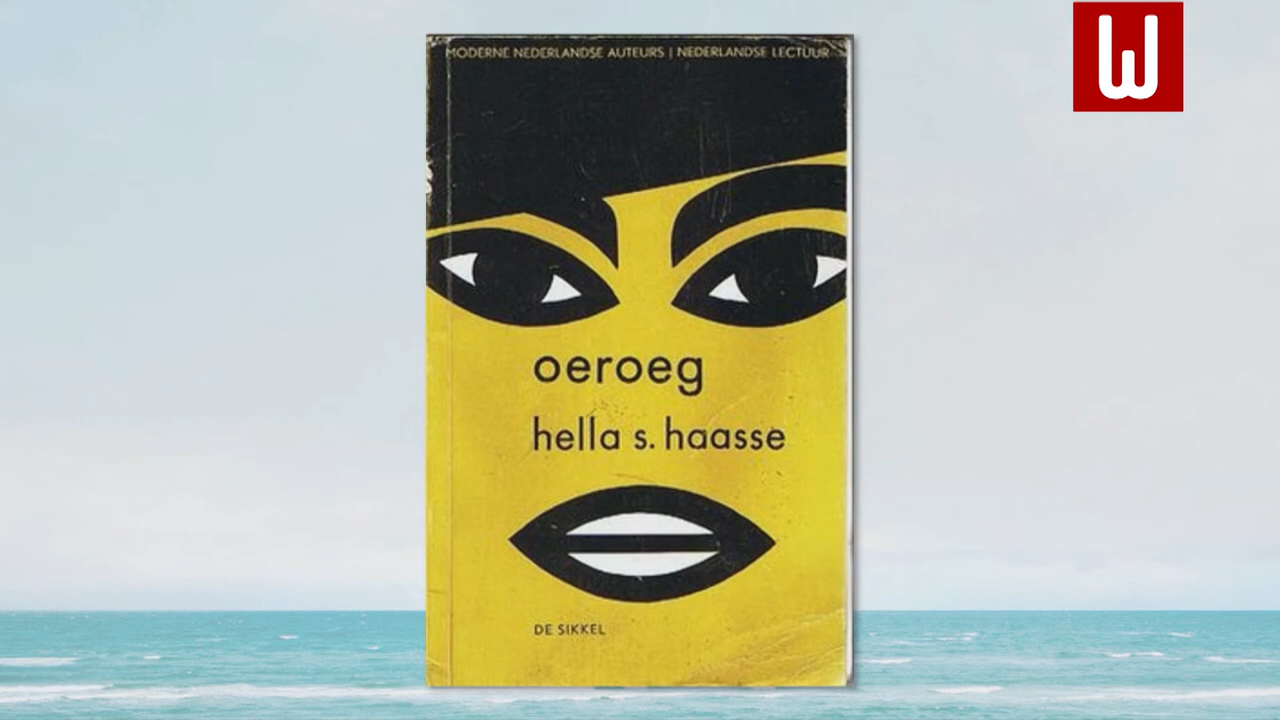 MODERNE NEDERLANDSE AUTEURS | NEDERLANDSE LECTUUR
W
oeroeg
hella s. haasse
DE SIKKEL